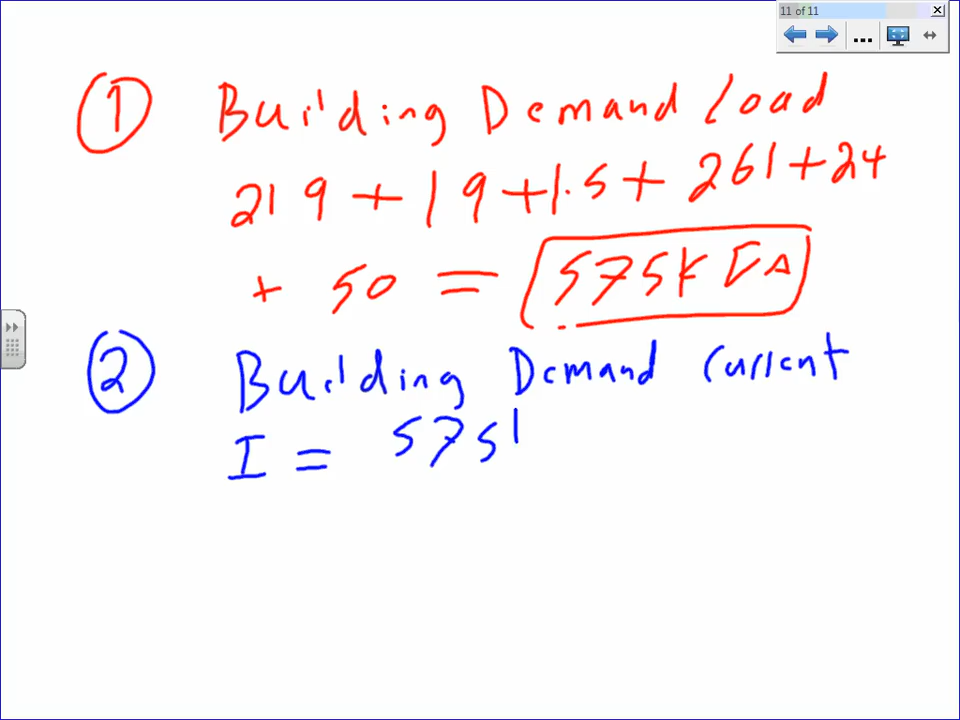 11 of 11
① Building Demand Load
219 + 19 + 1.5 + 261 + 24
+ 50 = 575kVA
② Building Demand Current
I = 575